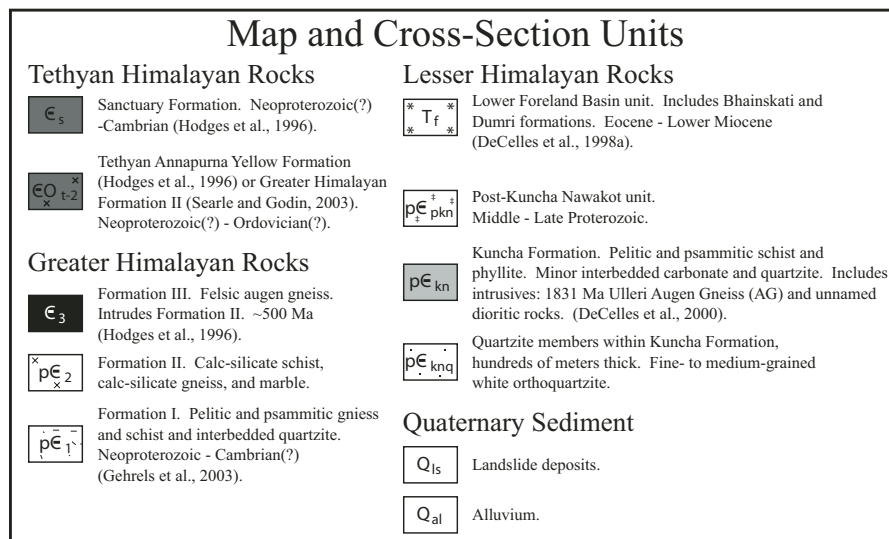 Map and Cross-Section Units
Tethyan Himalayan Rocks
Є s
Sanctuary Formation. Neoproterozoic(?)
-Cambrian (Hodges et al., 1996).
ЄO t-2
Tethyan Annapurna Yellow Formation
(Hodges et al., 1996) or Greater Himalayan
Formation II (Searle and Godin, 2003).
Neoproterozoic(?) - Ordovician(?).
Greater Himalayan Rocks
Є 3
Formation III. Felsic augen gneiss.
Intrudes Formation II. ~500 Ma
(Hodges et al., 1996).
pЄ 2
Formation II. Calc-silicate schist,
calc-silicate gneiss, and marble.
pЄ 1
Formation I. Pelitic and psammitic gniess
and schist and interbedded quartzite.
Neoproterozoic - Cambrian(?)
(Gehrels et al., 2003).
Lesser Himalayan Rocks
T f
Lower Foreland Basin unit. Includes Bhainskati and
Dumri formations. Eocene - Lower Miocene
(DeCelles et al., 1998a).
pЄ pkn
Post-Kuncha Nawakot unit.
Middle - Late Proterozoic.
pЄ kn
Kuncha Formation. Pelitic and psammitic schist and
phyllite. Minor interbedded carbonate and quartzite. Includes
intrusives: 1831 Ma Ulleri Augen Gneiss (AG) and unnamed
dioritic rocks. (DeCelles et al., 2000).
pЄ knq
Quartzite members within Kuncha Formation,
hundreds of meters thick. Fine- to medium-grained
white orthoquartzite.
Quaternary Sediment
Q ls
Landslide deposits.
Q al
Alluvium.